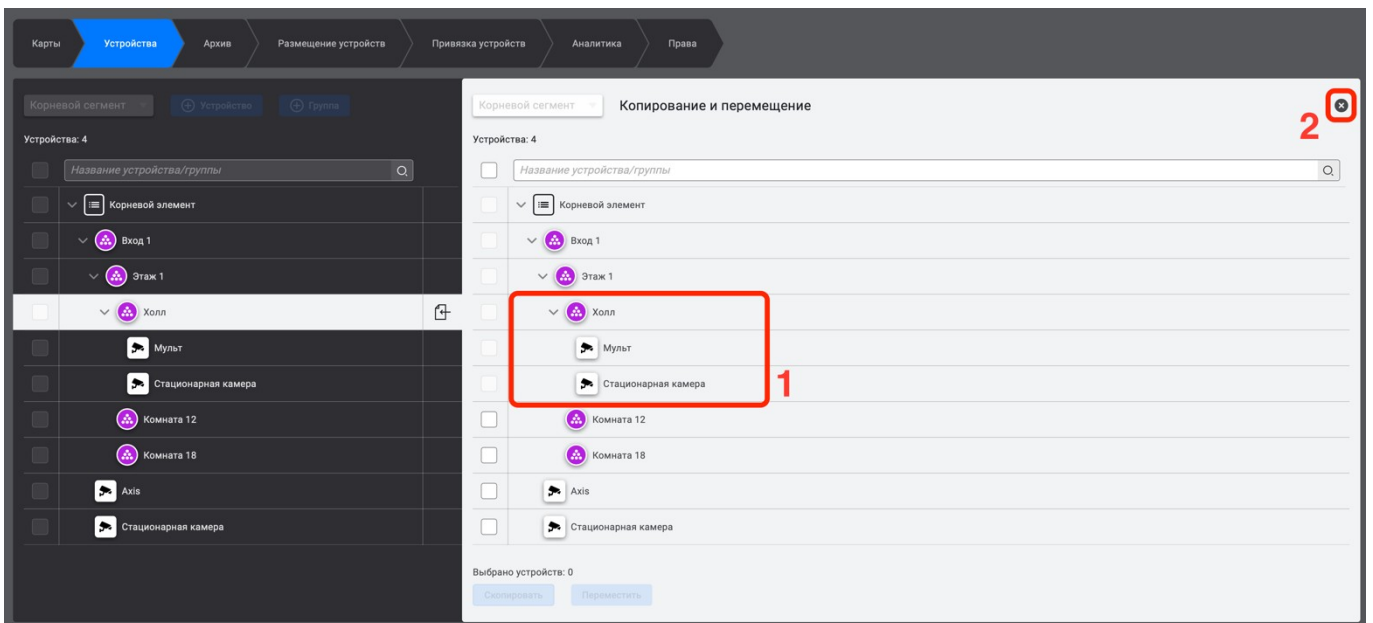 Карты Устройства Архив Размещение устройств Привязка устройств Аналитика Права
Корневой сегмент Устройство Группа
Устройства: 4
Название устройства/группы
Корневой элемент
Вход 1
Этаж 1
Холл
Мульт
Стационарная камера
Комната 12
Комната 18
Axis
Стационарная камера
Корневой сегмент Копирование и перемещение
2
Устройства: 4
Название устройства/группы
Корневой элемент
Вход 1
Этаж 1
Холл
Мульт
Стационарная камера
1
Комната 12
Комната 18
Axis
Стационарная камера
Выбрано устройств: 0
Скопировать Переместить